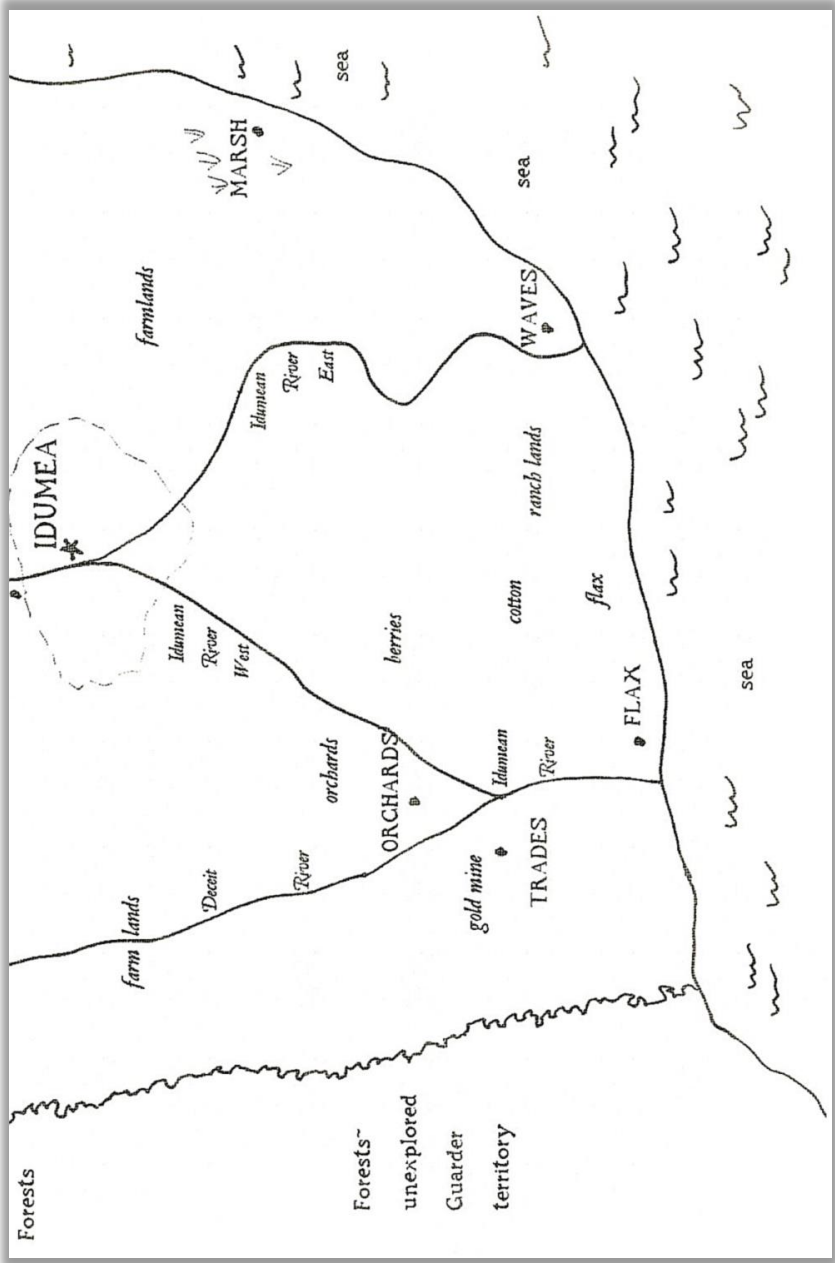 Forests
IDUMEA
farm lands
farmlands
Idumean
River
West
Deceit
River
MARSH
Idumean
River
East
orchards
sea
Forests~
unexplored
Guarder
territory
ORCHARDS
berries
gold mine
Idumean
River
cotton
sea
WAVES
ranch lands
TRADES
flax
FLAX
sea